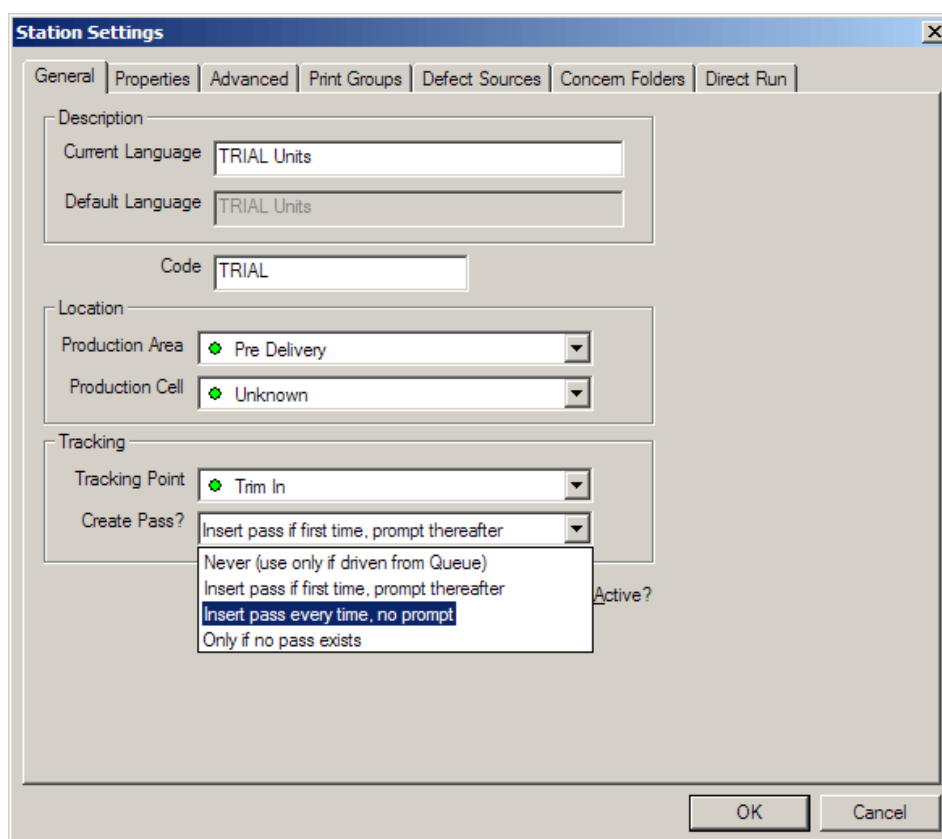 Station Settings
General Properties Advanced Print Groups Defect Sources Concern Folders Direct Run
Description
Current Language TRIAL Units
Default Language TRIAL Units
Code TRIAL
Location
Production Area Pre Delivery
Production Cell Unknown
Tracking
Tracking Point Trim In
Create Pass? Insert pass if first time, prompt thereafter
Never (use only if driven from Queue)
Insert pass if first time, prompt thereafter
Active?
Insert pass every time, no prompt
Only if no pass exists
OK Cancel